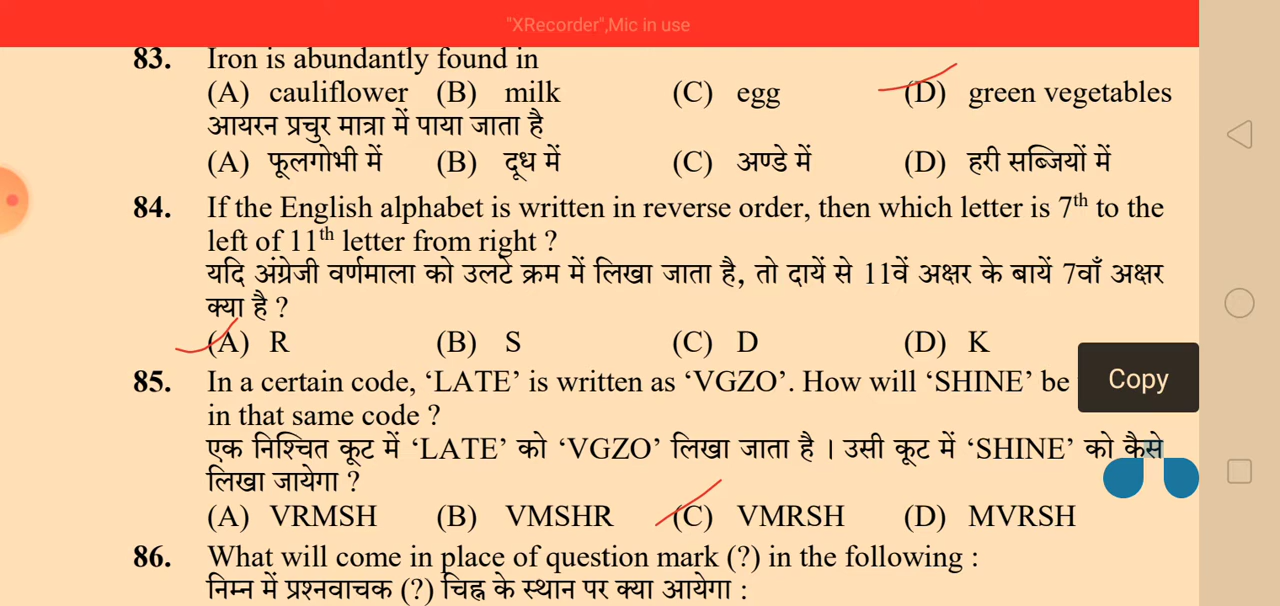 "XRecorder",Mic in use
83. Iron is abundantly found in
(A) cauliflower (B) milk (C) egg (D) green vegetables
आयरन प्रचुर मात्रा में पाया जाता है
(A) फूलगोभी में (B) दूध में (C) अण्डे में (D) हरी सब्जियों में
84. If the English alphabet is written in reverse order, then which letter is 7th to the
left of 11th letter from right ?
यदि अंग्रेजी वर्णमाला को उलटे क्रम में लिखा जाता है, तो दायें से 11वें अक्षर के बायें 7वाँ अक्षर
क्या है ?
(A) R (B) S (C) D (D) K
Copy
85. In a certain code, ‘LATE’ is written as ‘VGZO’. How will ‘SHINE’ be
in that same code ?
एक निश्चित कूट में ‘LATE’ को ‘VGZO’ लिखा जाता है । उसी कूट में ‘SHINE’ को कैसे
लिखा जायेगा ?
(A) VRMSH (B) VMSHR (C) VMRSH (D) MVRSH
86. What will come in place of question mark (?) in the following :
निम्न में प्रश्नवाचक (?) चिह्न के स्थान पर क्या आयेगा :